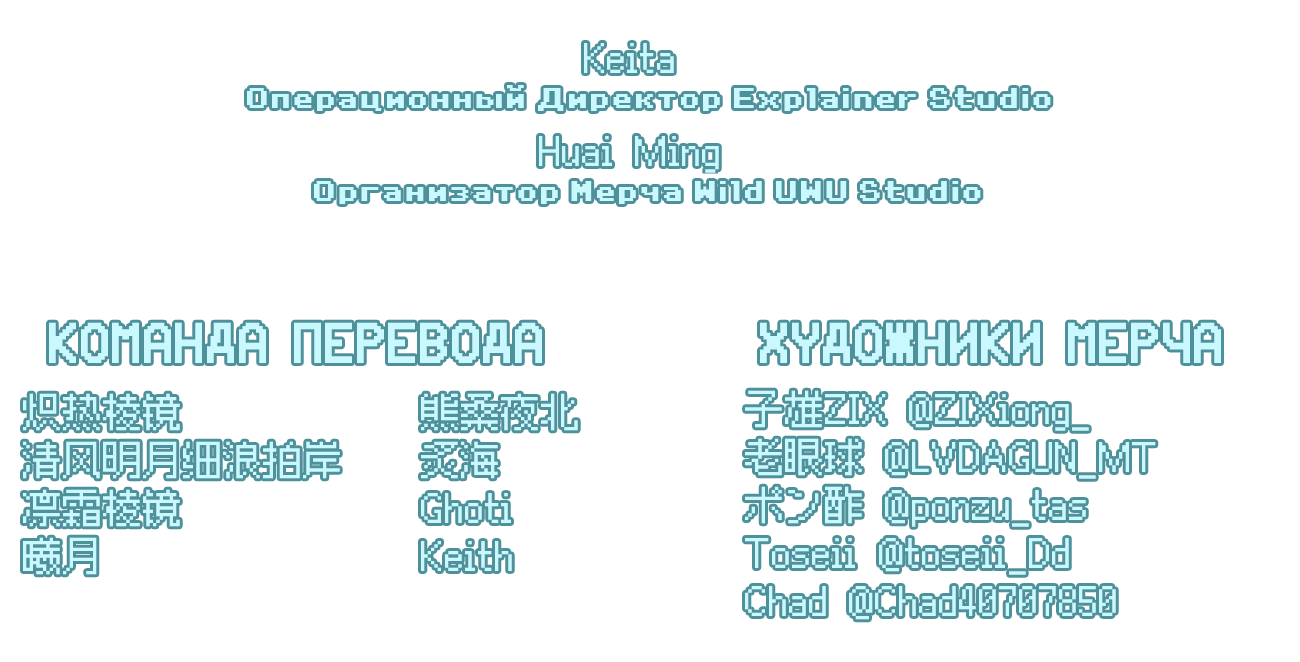 Keita
Операционный Директор Explainer Studio
Huai Ming
Организатор Мерча Wild UWU Studio
КОМАНДА ПЕРЕВОДА
炽热棱镜
清风明月细浪拍岸
凛霜棱镜
曦月
熊桑夜北
炎海
Ghoti
Keith
ХУДОЖНИКИ МЕРЧА
子雄ZIX @ZIXiong_
老眼球 @LVDAGUN_MT
ポン酢 @ponzu_tas
Toseii @toseii_Dd
Chad @Chad40707850